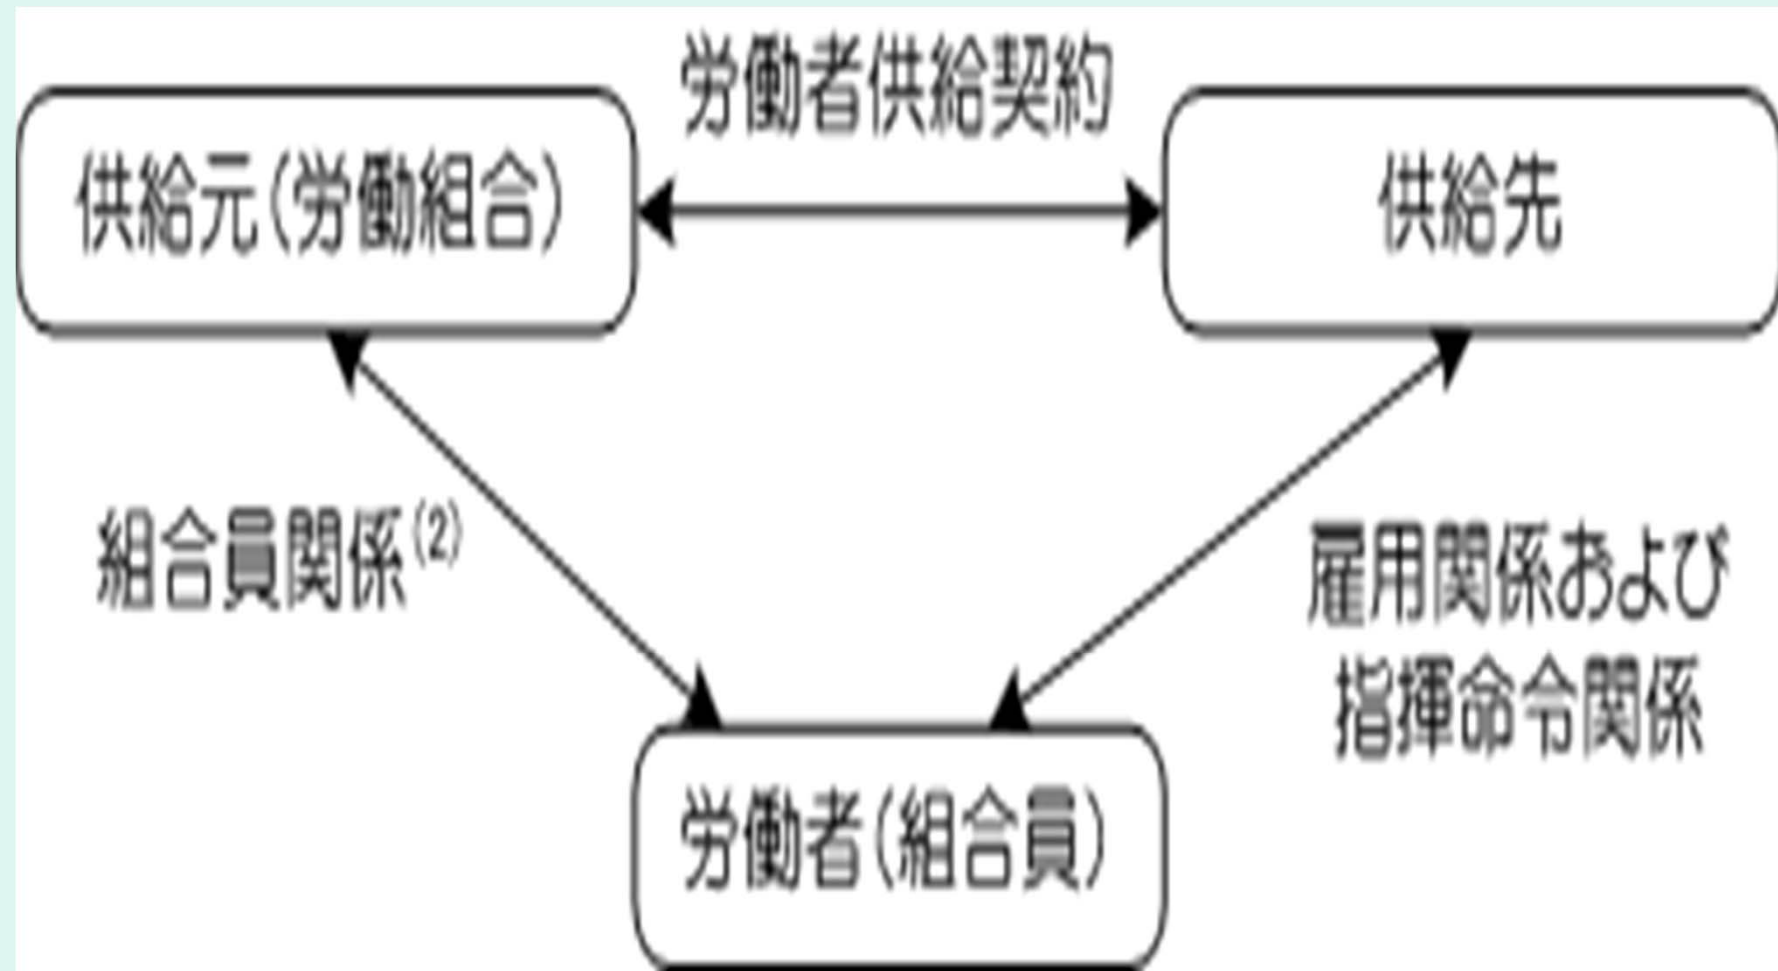 労働者供給契約
供給元(労働組合)
供給先
組合員関係(2)
雇用関係および
指揮命令関係
労働者(組合員)